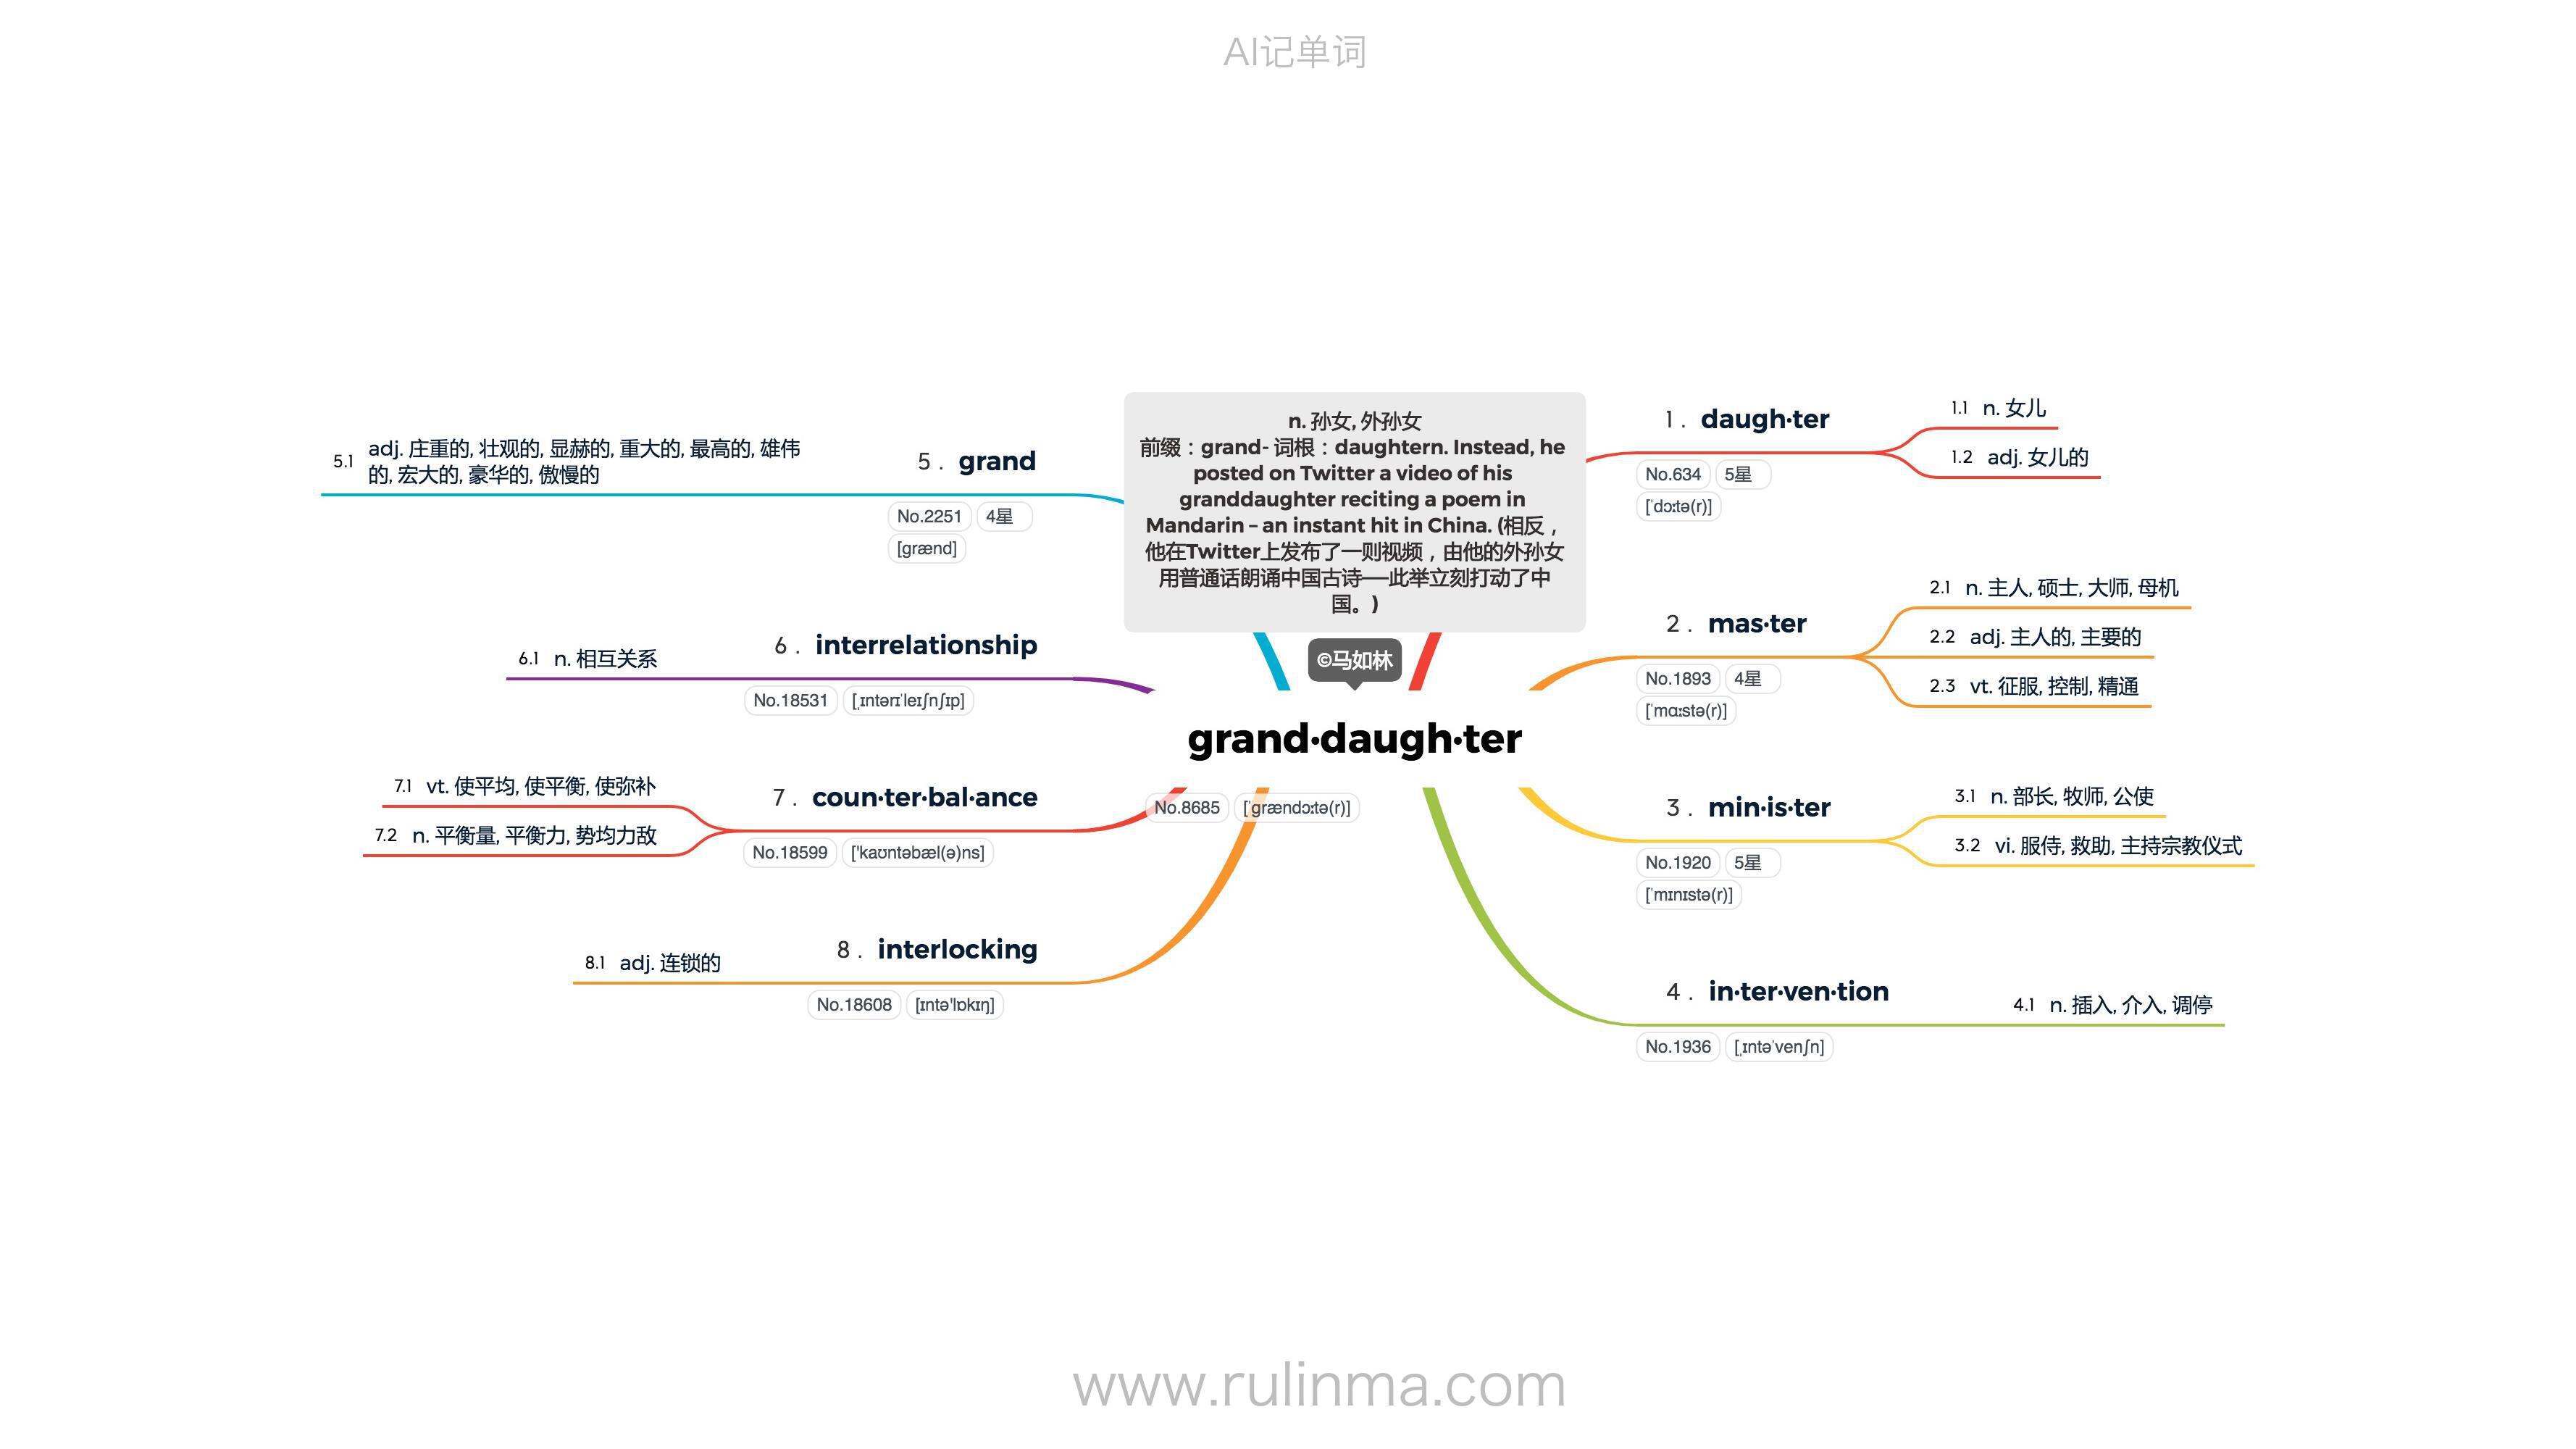 AI记单词
n. 孙女, 外孙女
前缀：grand- 词根：daughtern. Instead, he
posted on Twitter a video of his
granddaughter reciting a poem in
Mandarin – an instant hit in China. (相反，
他在Twitter上发布了一则视频，由他的外孙女
用普通话朗诵中国古诗——此举立刻打动了中
国。)
©马如林
grand·daugh·ter
No.8685 [ˈɡrændɔːtə(r)]
1. daugh·ter
No.634 5星
[ˈdɔːtə(r)]
1.1 n. 女儿
1.2 adj. 女儿的
2. mas·ter
No.1893 4星
[ˈmɑːstə(r)]
2.1 n. 主人, 硕士, 大师, 母机
2.2 adj. 主人的, 主要的
2.3 vt. 征服, 控制, 精通
3. min·is·ter
No.1920 5星
[ˈmɪnɪstə(r)]
3.1 n. 部长, 牧师, 公使
3.2 vi. 服侍, 救助, 主持宗教仪式
4. in·ter·ven·tion
No.1936 [ˌɪntəˈvenʃn]
4.1 n. 插入, 介入, 调停
5. grand
No.2251 4星
[ɡrænd]
5.1 adj. 庄重的, 壮观的, 显赫的, 重大的, 最高的, 雄伟
的, 宏大的, 豪华的, 傲慢的
6. interrelationship
No.18531 [ˌɪntərɪˈleɪʃnʃɪp]
6.1 n. 相互关系
7. coun·ter·bal·ance
No.18599 ['kaʊntəbæl(ə)ns]
7.1 vt. 使平均, 使平衡, 使弥补
7.2 n. 平衡量, 平衡力, 势均力敌
8. interlocking
No.18608 [ɪntə'lɒkɪŋ]
8.1 adj. 连锁的
www.rulinma.com